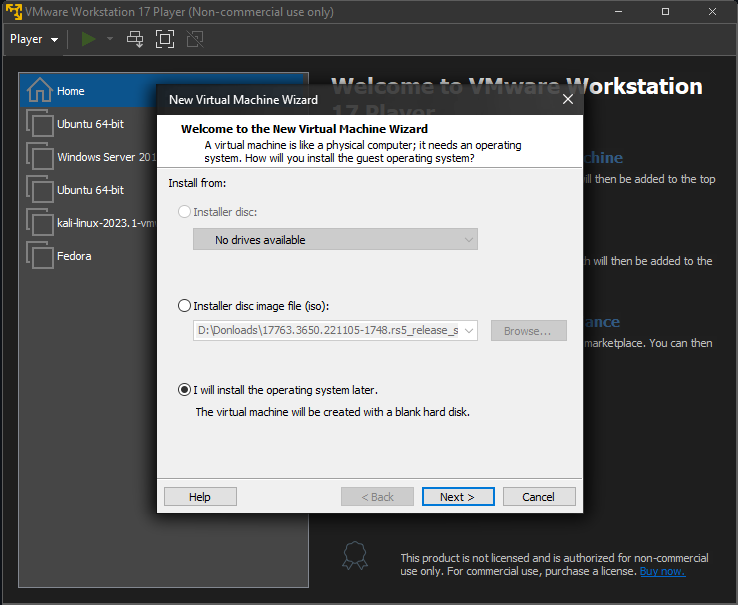 VMware Workstation 17 Player (Non-commercial use only)
Player
Home
Ubuntu 64-bit
Windows Server 201
Ubuntu 64-bit
kali-linux-2023.1-vmw
Fedora
Welcome to VMware Workstation
17 Player
chine
ill then be added to the top
h will then be added to the
ance
marketplace. You can then
New Virtual Machine Wizard
Welcome to the New Virtual Machine Wizard
A virtual machine is like a physical computer; it needs an operating
system. How will you install the guest operating system?
Install from:
Installer disc:
No drives available
Installer disc image file (iso):
D:\Donloads\17763.3650.221105-1748.rs5_release_s
Browse...
I will install the operating system later.
The virtual machine will be created with a blank hard disk.
Help
< Back
Next >
Cancel
This product is not licensed and is authorized for non-commercial
use only. For commercial use, purchase a license. Buy now.